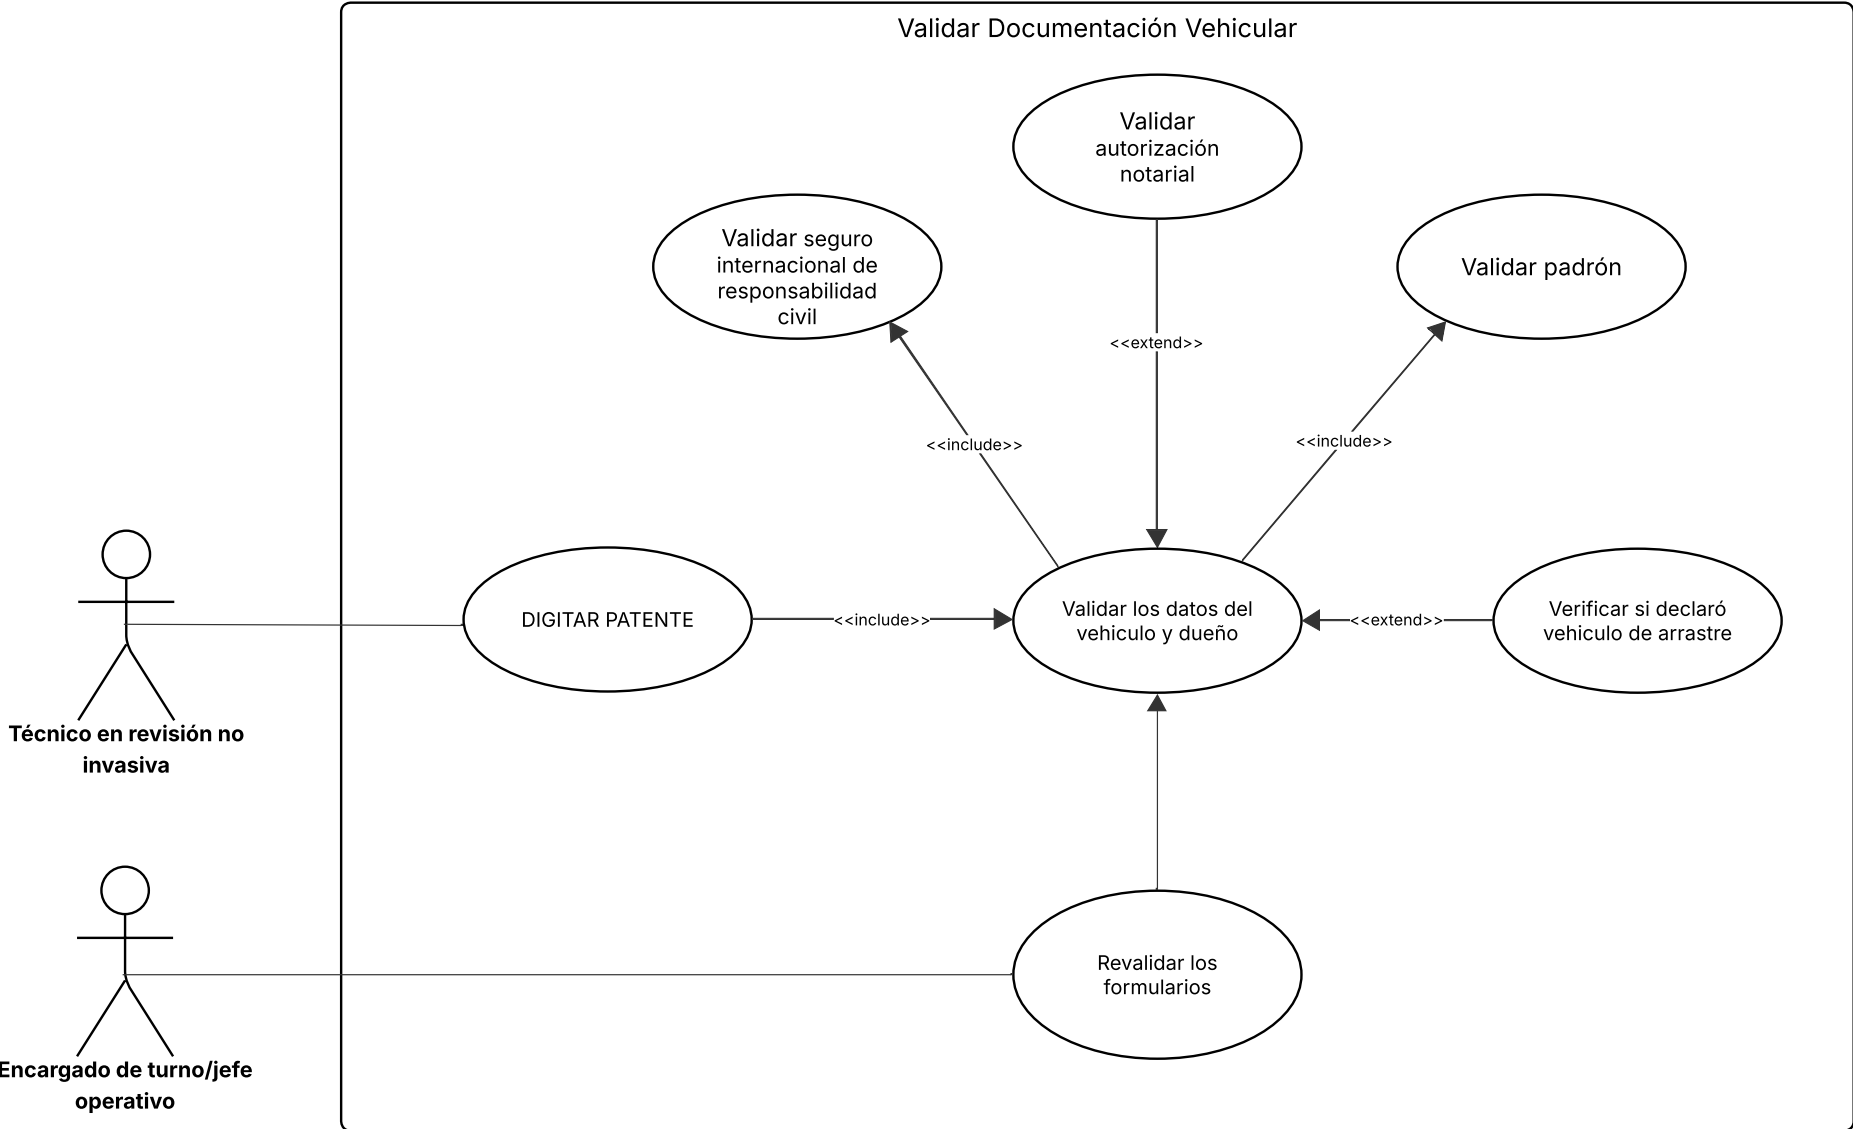 Validar Documentación Vehicular
Validar
autorización
notarial
Validar seguro
internacional de
responsabilidad
civil
Validar padrón
<<extend>>
<<include>>
<<include>>
DIGITAR PATENTE
<<include>>
Validar los datos del
vehiculo y dueño
<<extend>>
Verificar si declaró
vehiculo de arrastre
Técnico en revisión no
invasiva
Revalidar los
formularios
Encargado de turno/jefe
operativo